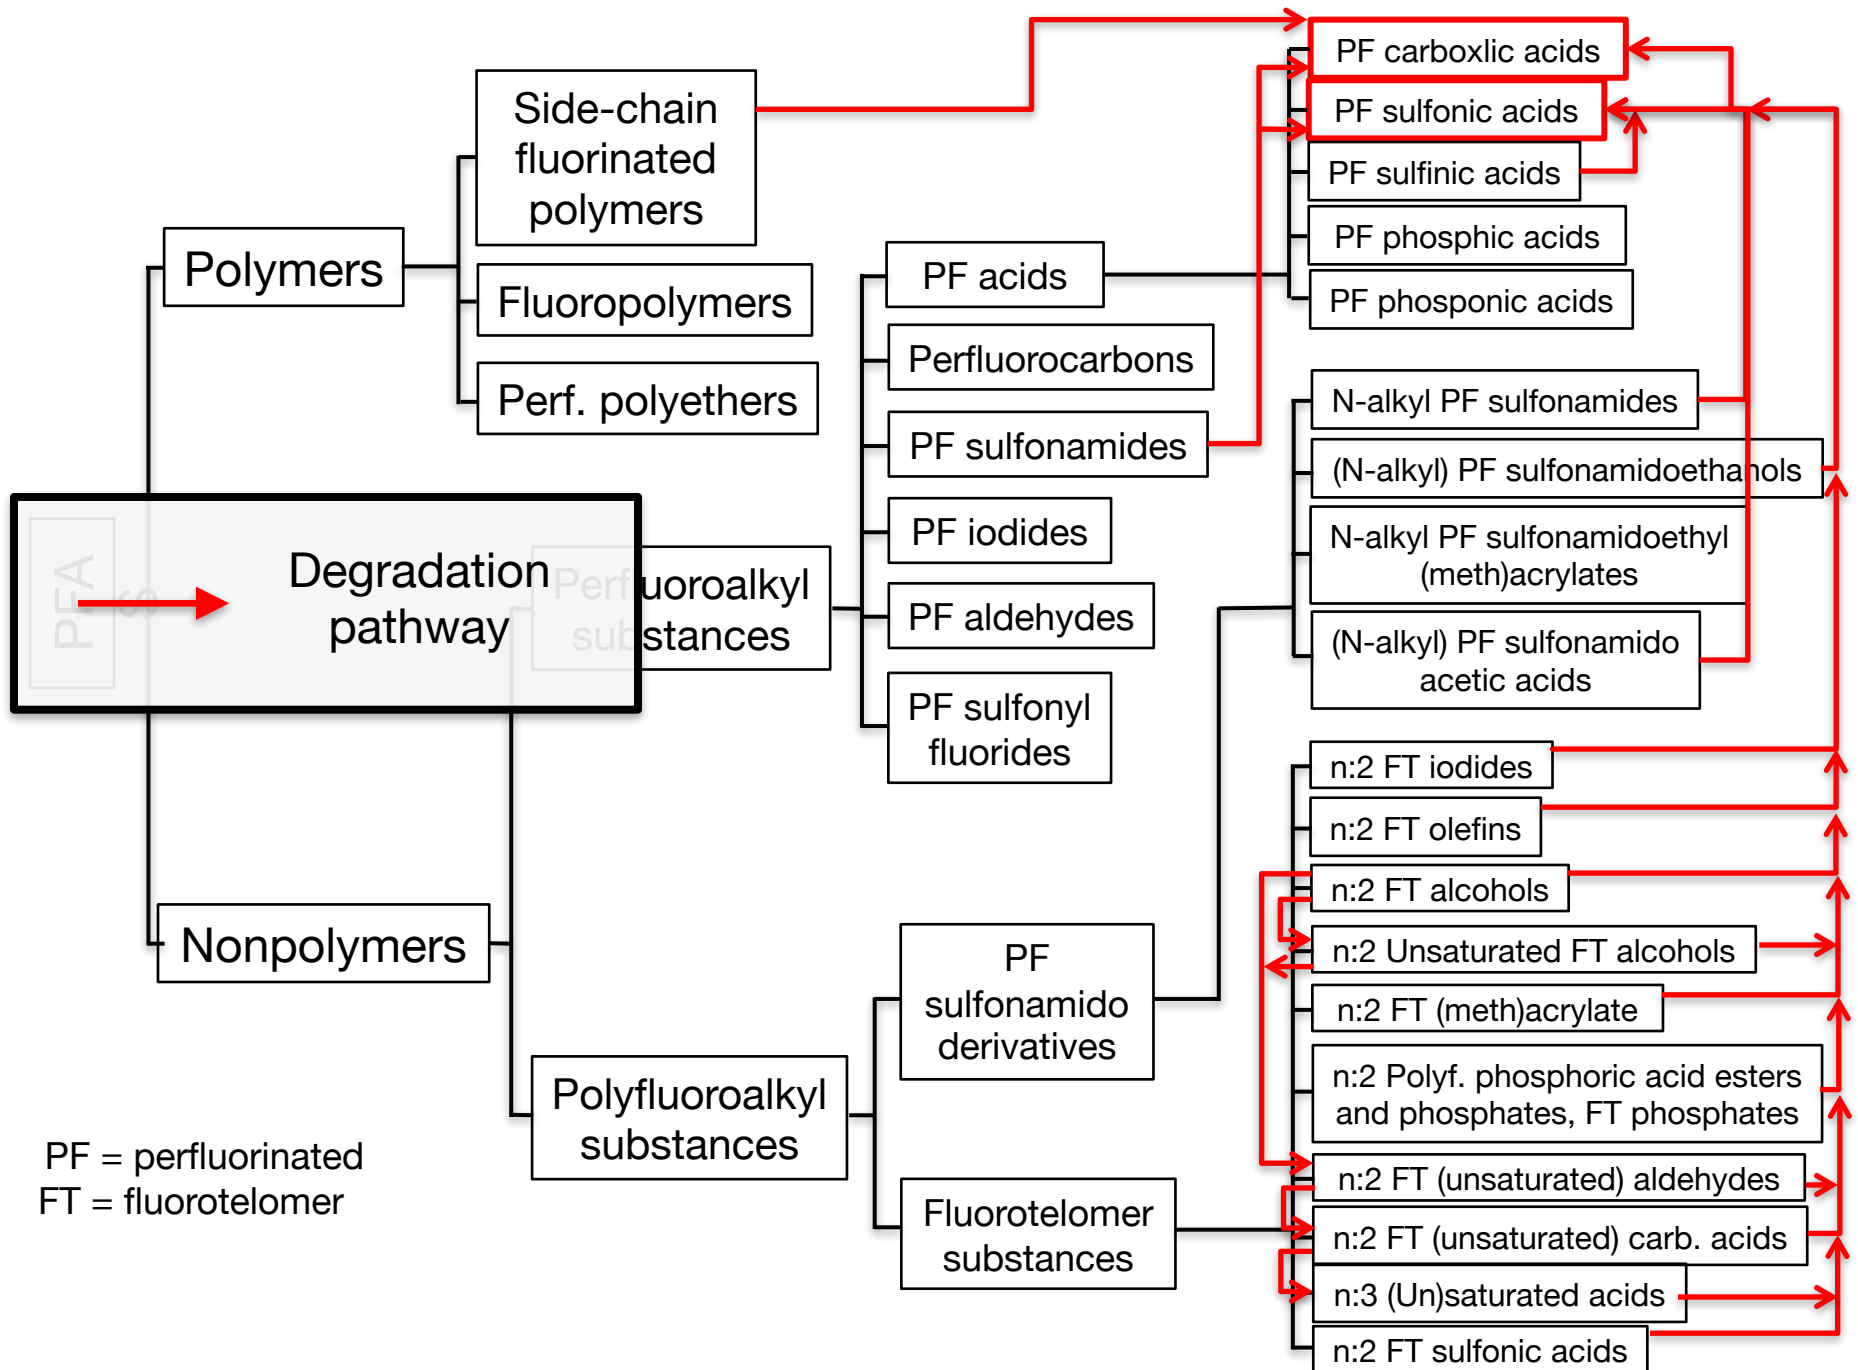 Side-chain
fluorinated
polymers
Polymers
Fluoropolymers
Perf. polyethers
PFA
S
Degradation
pathway
Perfluoroalkyl
substances
Nonpolymers
Polyfluoroalkyl
substances
PF = perfluorinated
FT = fluorotelomer
PF acids
Perfluorocarbons
PF sulfonamides
PF iodides
PF aldehydes
PF sulfonyl
fluorides
PF
sulfonamido
derivatives
Fluorotelomer
substances
PF carboxlic acids
PF sulfonic acids
PF sulfinic acids
PF phosphic acids
PF phosponic acids
N-alkyl PF sulfonamides
(N-alkyl) PF sulfonamidoethanols
N-alkyl PF sulfonamidoethyl
(meth)acrylates
(N-alkyl) PF sulfonamido
acetic acids
n:2 FT iodides
n:2 FT olefins
n:2 FT alcohols
n:2 Unsaturated FT alcohols
n:2 FT (meth)acrylate
n:2 Polyf. phosphoric acid esters
and phosphates, FT phosphates
n:2 FT (unsaturated) aldehydes
n:2 FT (unsaturated) carb. acids
n:3 (Un)saturated acids
n:2 FT sulfonic acids